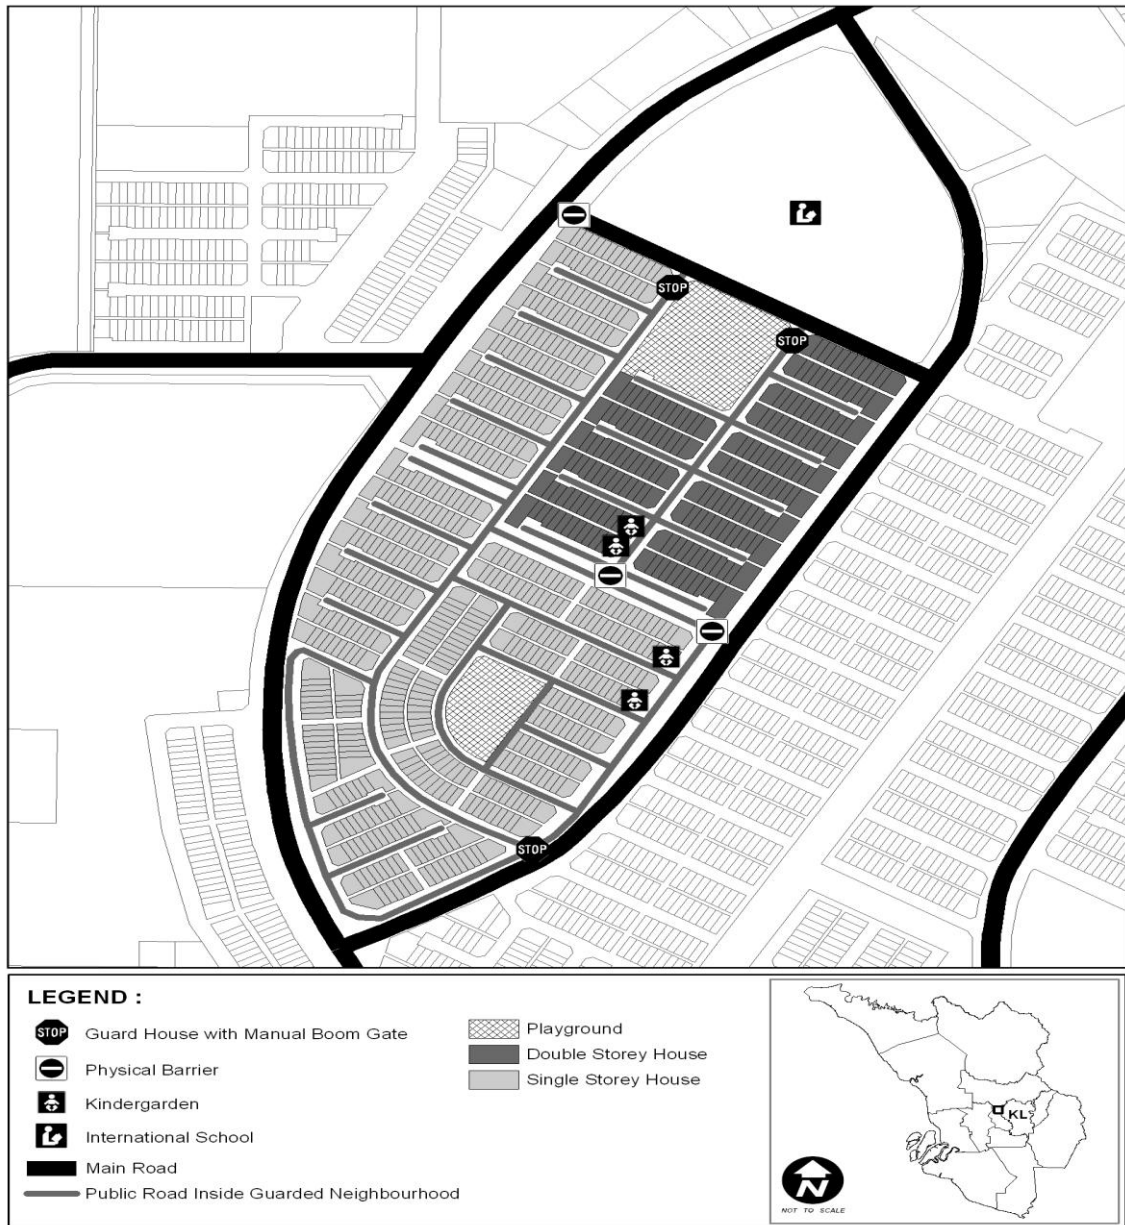 STOP
STOP
STOP
LEGEND :
STOP Guard House with Manual Boom Gate
Physical Barrier
Kindergarden
International School
Main Road
Public Road Inside Guarded Neighbourhood
Playground
Double Storey House
Single Storey House
KL
N
NOT TO SCALE